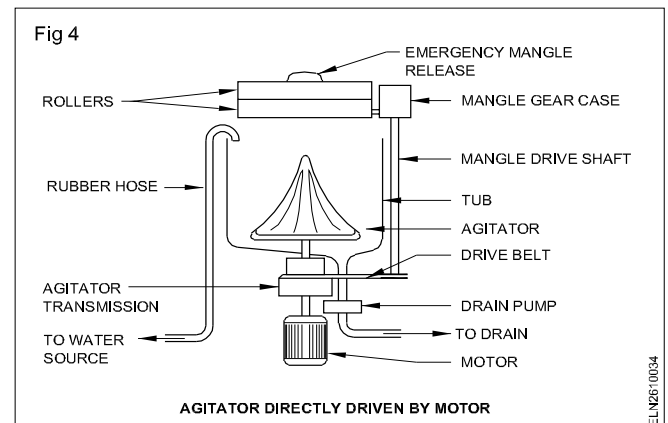 Fig 4
EMERGENCY MANGLE
RELEASE
ROLLERS
MANGLE GEAR CASE
MANGLE DRIVE SHAFT
RUBBER HOSE
TUB
AGITATOR
DRIVE BELT
AGITATOR
TRANSMISSION
DRAIN PUMP
TO WATER
SOURCE
TO DRAIN
MOTOR
AGITATOR DIRECTLY DRIVEN BY MOTOR
ELN2610034